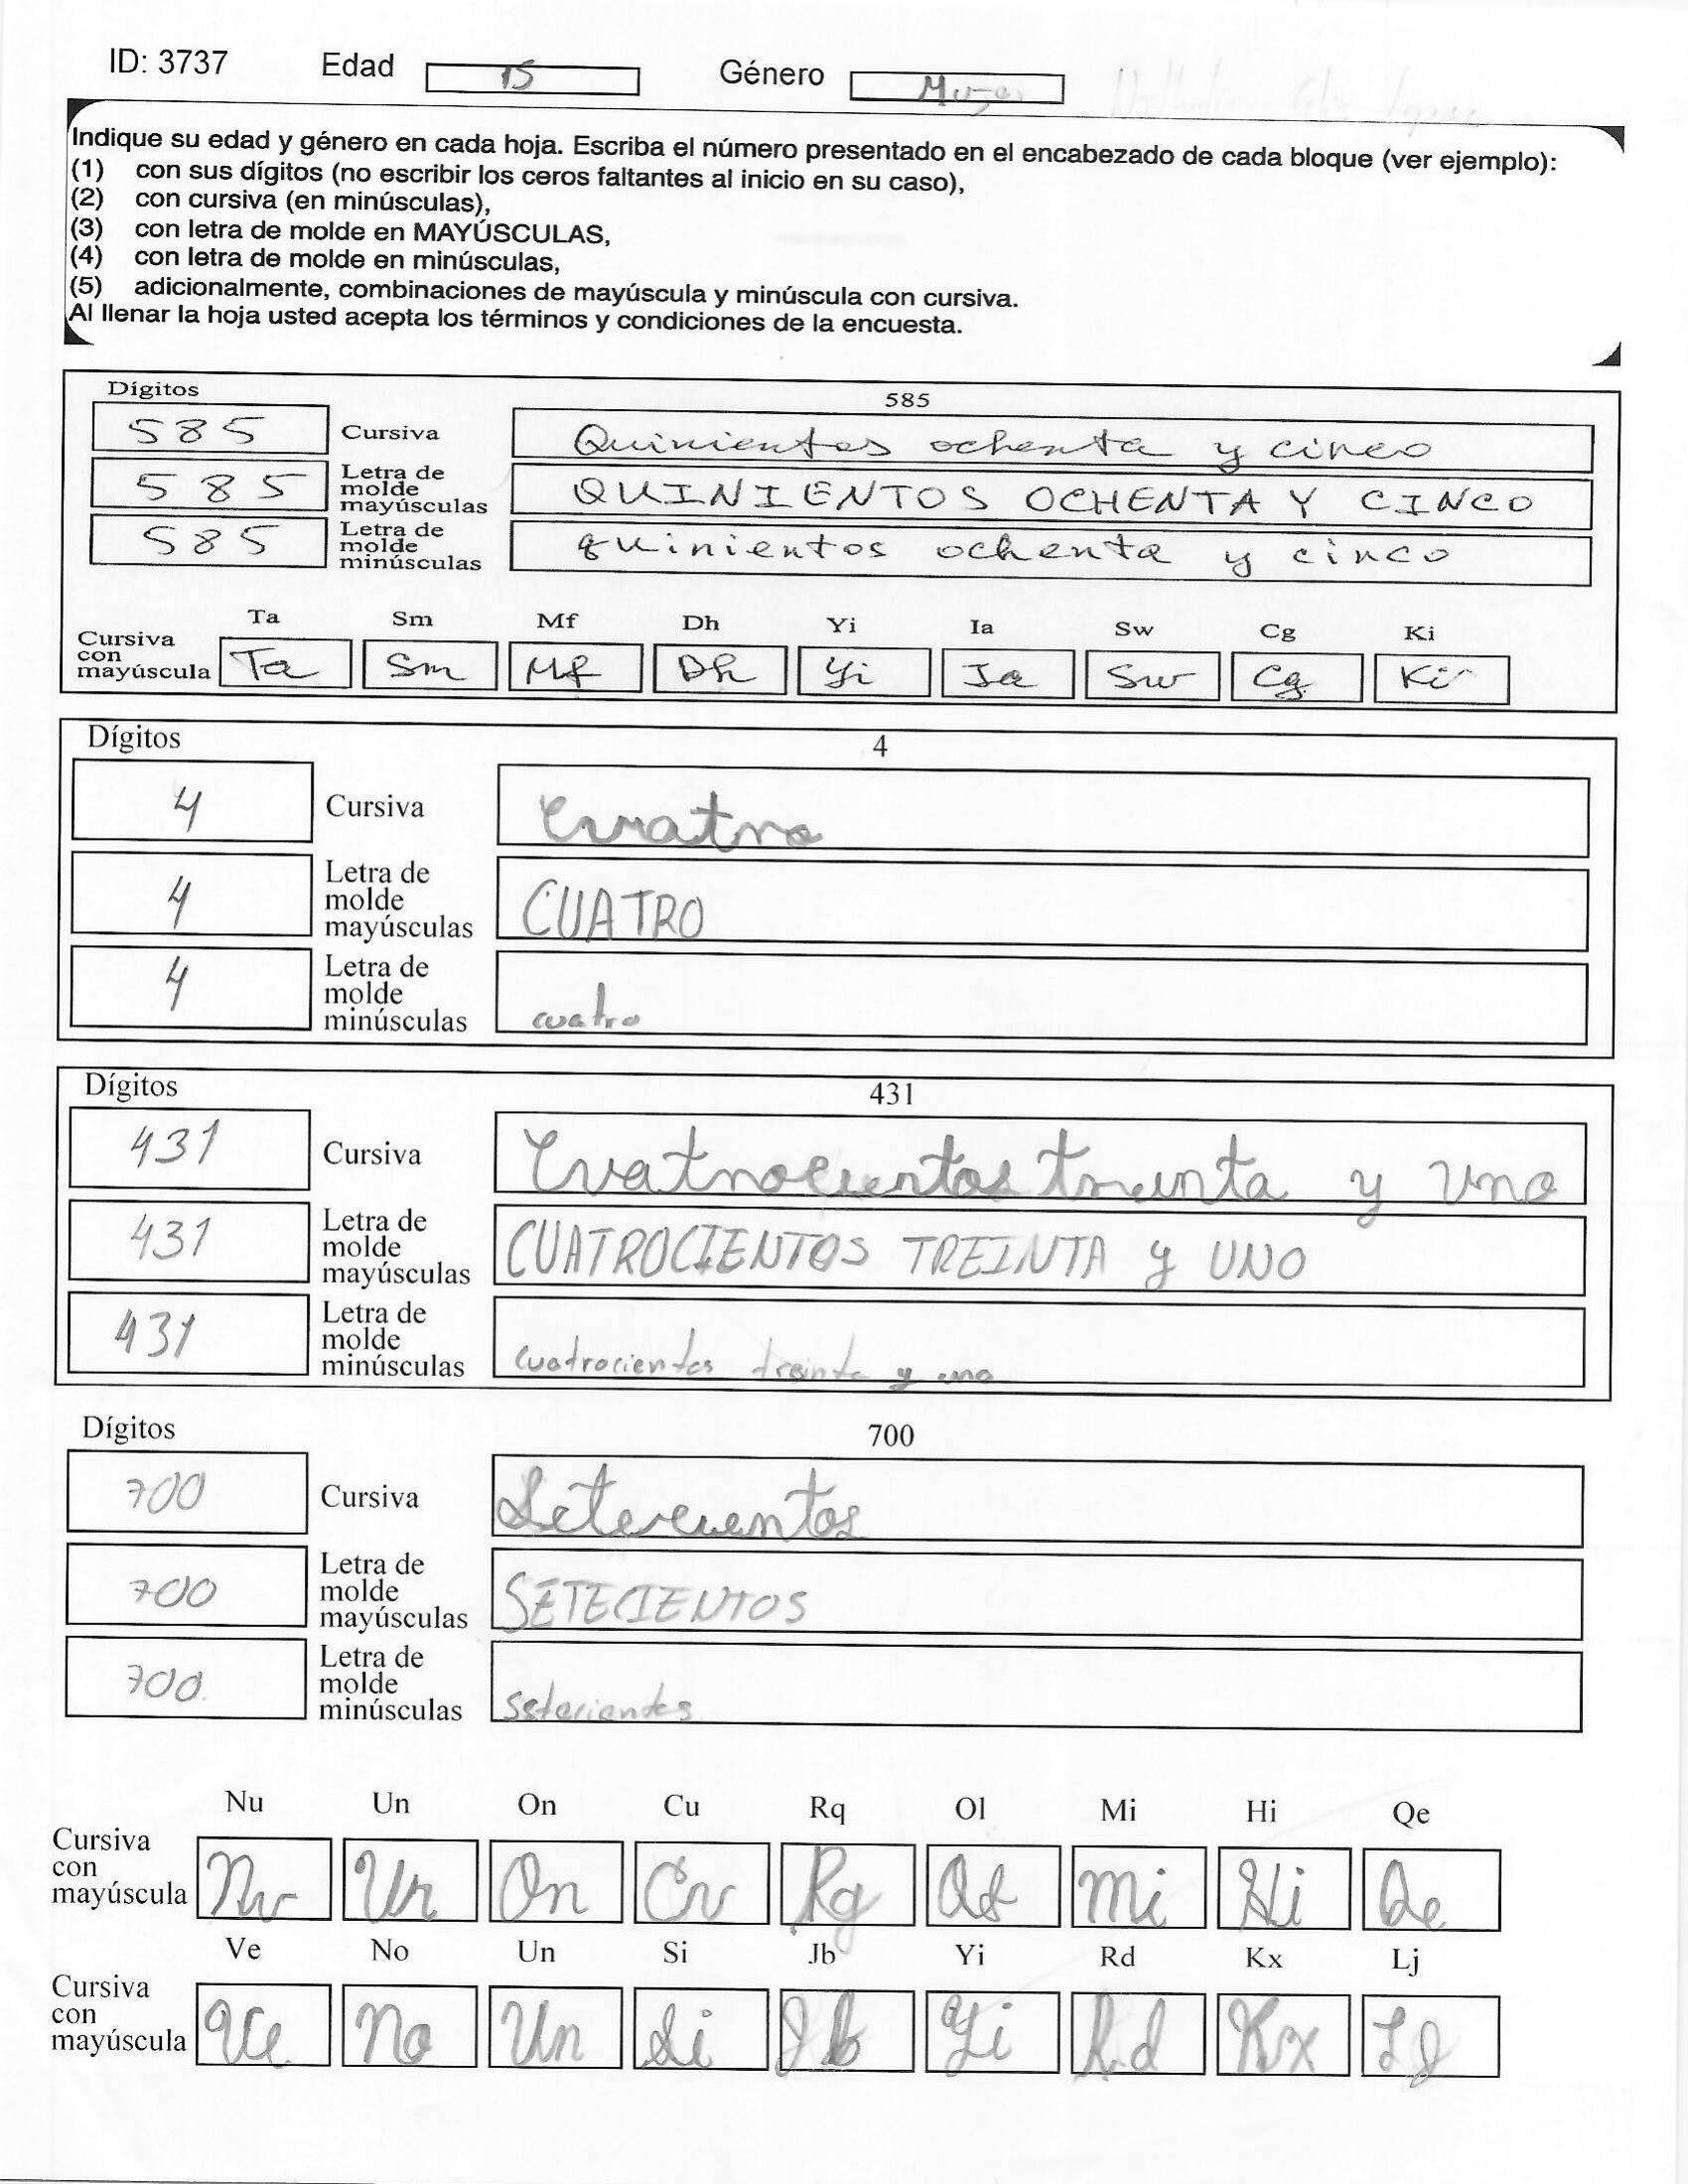 ID: 3737 Edad 15 Género Mujer
Indique su edad y género en cada hoja. Escriba el número presentado en el encabezado de cada bloque (ver ejemplo):
(1) con sus dígitos (no escribir los ceros faltantes al inicio en su caso),
(2) con cursiva (en minúsculas),
(3) con letra de molde en MAYÚSCULAS,
(4) con letra de molde en minúsculas,
(5) adicionalmente, combinaciones de mayúscula y minúscula con cursiva.
Al llenar la hoja usted acepta los términos y condiciones de la encuesta.
Dígitos 585
585 Cursiva Quinientos ochenta y cinco
585 Letra de molde mayúsculas QUINIENTOS OCHENTA Y CINCO
585 Letra de molde minúsculas quinientos ochenta y cinco
Ta Sm Mf Dh Yi Ia Sw Cg Ki
Cursiva con mayúscula Ta Sm Mf Dh Yi Ia Sw Cg Ki
Dígitos 4
4 Cursiva Cuatro
4 Letra de molde mayúsculas CUATRO
4 Letra de molde minúsculas cuatro
Dígitos 431
431 Cursiva Cuatrocientos treinta y uno
431 Letra de molde mayúsculas CUATROCIENTOS TREINTA y UNO
431 Letra de molde minúsculas cuatrocientos treinta y uno
Dígitos 700
700 Cursiva Setecientos
700 Letra de molde mayúsculas SETECIENTOS
700 Letra de molde minúsculas setecientos
Nu Un On Cu Rq Ol Mi Hi Qe
Cursiva con mayúscula Nu Un On Cu Rq Ol Mi Hi Qe
Ve No Un Si Jb Yi Rd Kx Lj
Cursiva con mayúscula Ve No Un Si Jb Yi Rd Kx Lj